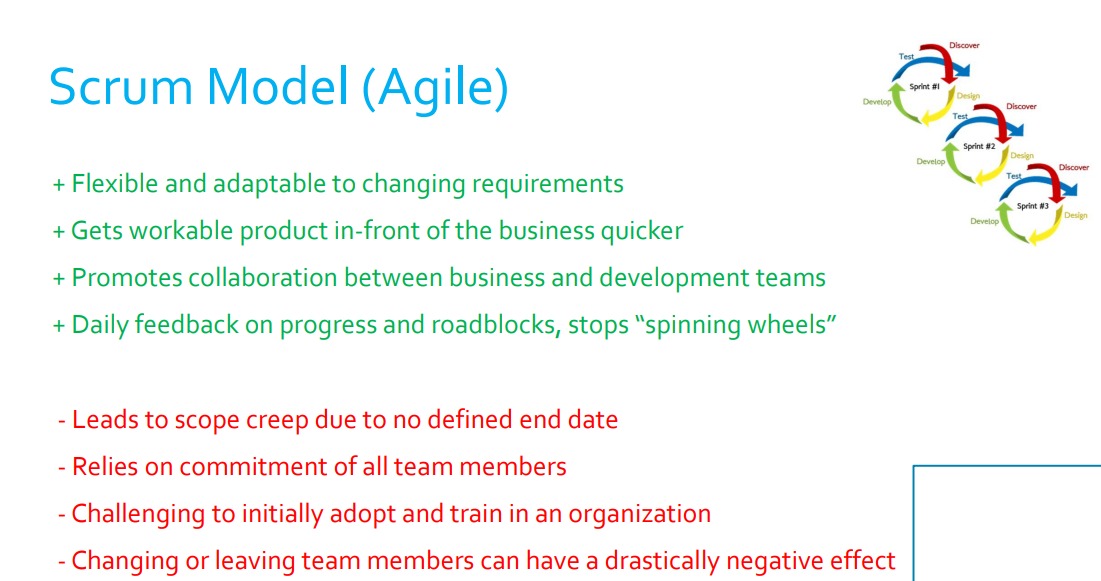 Scrum Model (Agile)
+ Flexible and adaptable to changing requirements
+ Gets workable product in-front of the business quicker
+ Promotes collaboration between business and development teams
+ Daily feedback on progress and roadblocks, stops “spinning wheels”
- Leads to scope creep due to no defined end date
- Relies on commitment of all team members
- Challenging to initially adopt and train in an organization
- Changing or leaving team members can have a drastically negative effect
Discover
Test
Sprint #1
Design
Develop
Discover
Test
Sprint #2
Design
Develop
Discover
Test
Sprint #3
Design
Develop